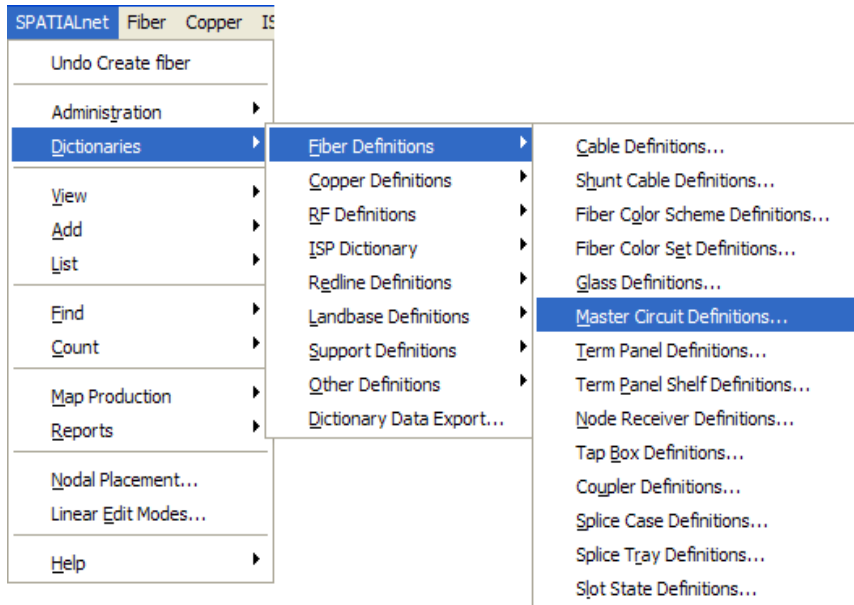 SPATIALnet Fiber Copper IS
Undo Create fiber
Administration
Dictionaries
View
Add
List
Find
Count
Map Production
Reports
Nodal Placement...
Linear Edit Modes...
Help
Fiber Definitions
Copper Definitions
RF Definitions
ISP Dictionary
Redline Definitions
Landbase Definitions
Support Definitions
Other Definitions
Dictionary Data Export...
Cable Definitions...
Shunt Cable Definitions...
Fiber Color Scheme Definitions...
Fiber Color Set Definitions...
Glass Definitions...
Master Circuit Definitions...
Term Panel Definitions...
Term Panel Shelf Definitions...
Node Receiver Definitions...
Tap Box Definitions...
Coupler Definitions...
Splice Case Definitions...
Splice Tray Definitions...
Slot State Definitions...